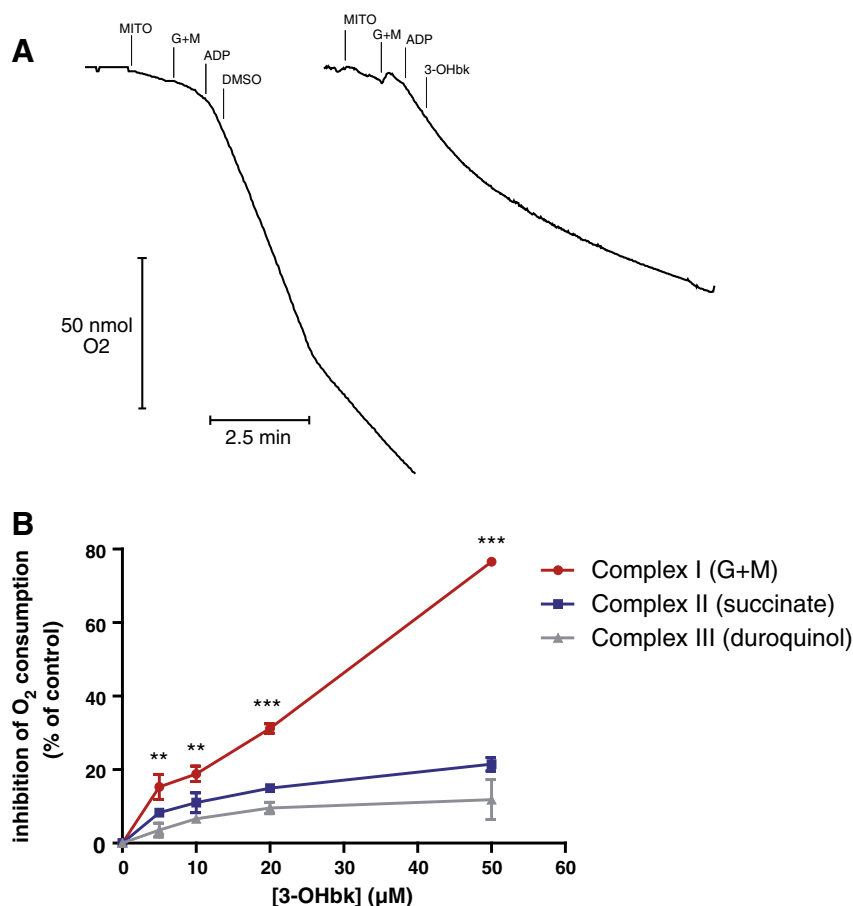 A
MITO
G+M
ADP
DMSO
MITO
G+M
ADP
3-OHbk
50 nmol
O2
2.5 min
B
inhibition of O2 consumption
(% of control)
80
60
40
20
0
** ** *** ***
0 10 20 30 40 50 60
[3-OHbk] (µM)
Complex I (G+M)
Complex II (succinate)
Complex III (duroquinol)